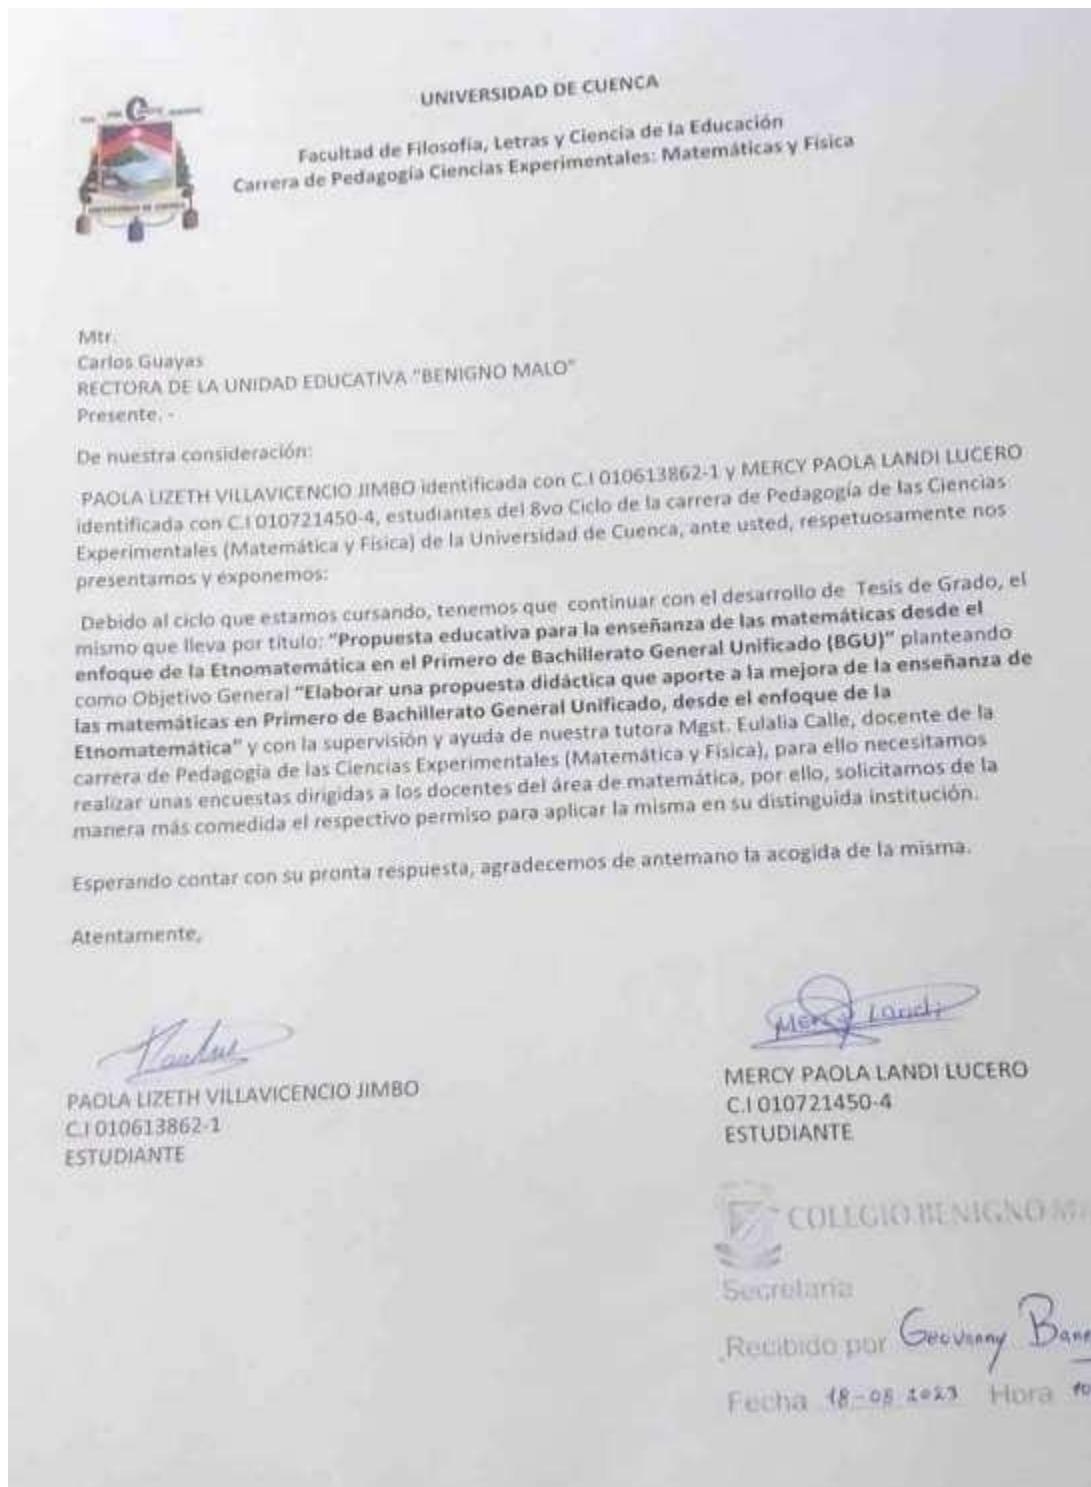 UNIVERSIDAD DE CUENCA
Facultad de Filosofía, Letras y Ciencia de la Educación
Carrera de Pedagogía Ciencias Experimentales: Matemáticas y Física
UNIVERSIDAD DE CUENCA
Mtr.
Carlos Guayas
RECTORA DE LA UNIDAD EDUCATIVA "BENIGNO MALO"
Presente. -
De nuestra consideración:
PAOLA LIZETH VILLAVICENCIO JIMBO identificada con C.I 010613862-1 y MERCY PAOLA LANDI LUCERO
identificada con C.I 010721450-4, estudiantes del 8vo Ciclo de la carrera de Pedagogía de las Ciencias
Experimentales (Matemática y Física) de la Universidad de Cuenca, ante usted, respetuosamente nos
presentamos y exponemos:
Debido al ciclo que estamos cursando, tenemos que continuar con el desarrollo de Tesis de Grado, el
mismo que lleva por título: "Propuesta educativa para la enseñanza de las matemáticas desde el
enfoque de la Etnomatemática en el Primero de Bachillerato General Unificado (BGU)" planteando
como Objetivo General "Elaborar una propuesta didáctica que aporte a la mejora de la enseñanza de
las matemáticas en Primero de Bachillerato General Unificado, desde el enfoque de la
Etnomatemática" y con la supervisión y ayuda de nuestra tutora Mgst. Eulalia Calle, docente de la
carrera de Pedagogía de las Ciencias Experimentales (Matemática y Física), para ello necesitamos
realizar unas encuestas dirigidas a los docentes del área de matemática, por ello, solicitamos de la
manera más comedida el respectivo permiso para aplicar la misma en su distinguida institución.
Esperando contar con su pronta respuesta, agradecemos de antemano la acogida de la misma.
Atentamente,
Mercy Landi
PAOLA LIZETH VILLAVICENCIO JIMBO
C.I 010613862-1
ESTUDIANTE
MERCY PAOLA LANDI LUCERO
C.I 010721450-4
ESTUDIANTE
COLEGIO BENIGNO
Secretaria
Recibido por Geovanny
Fecha 18-08 2023 Hora 10